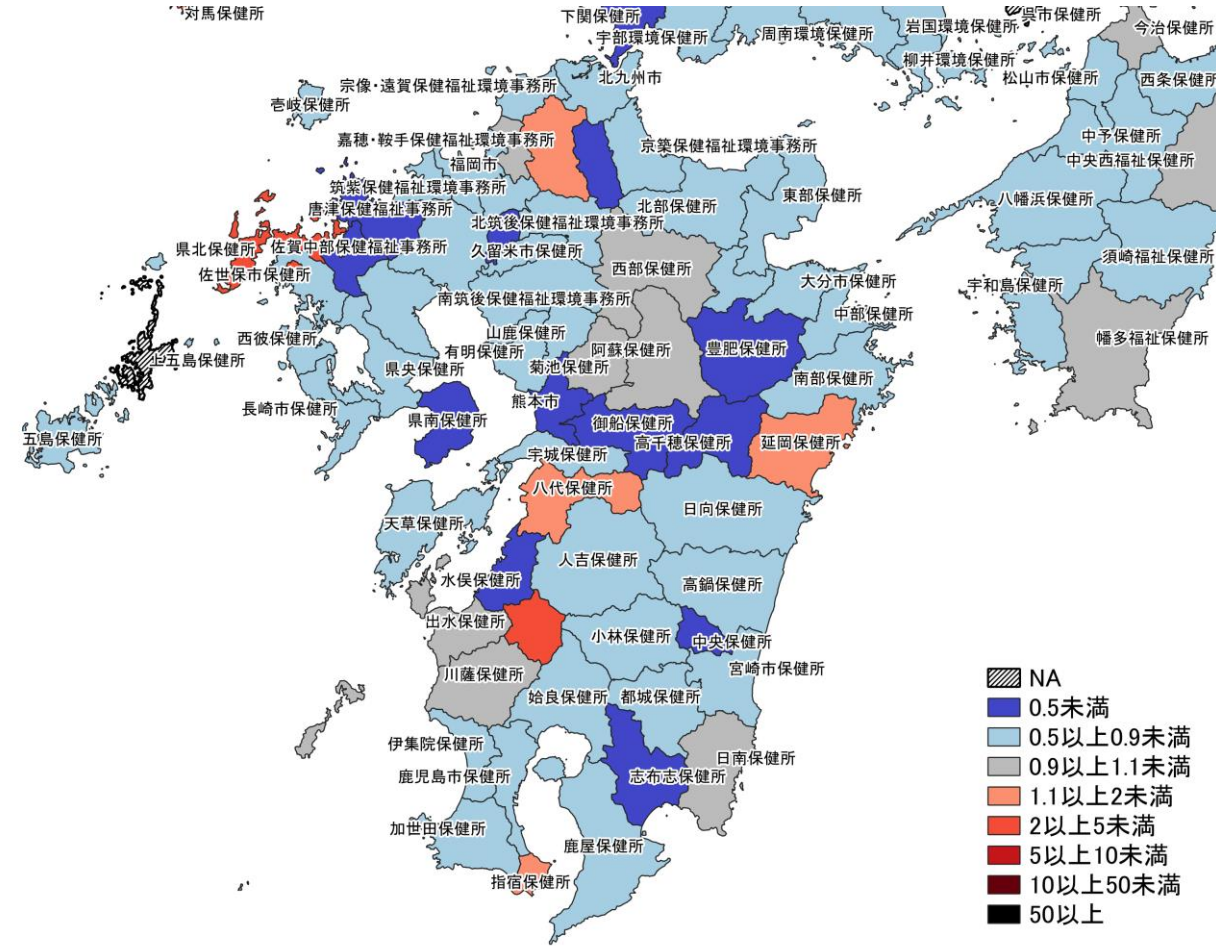 対馬保健所
下関保健所
呉市保健所
宇部環境保健所
周南環境保健所
岩国環境保健所
今治保健所
柳井環境保健所
北九州市
松山市保健所
西条保健所
宗像・遠賀保健福祉環境事務所
壱岐保健所
嘉穂・鞍手保健福祉環境事務所
京築保健福祉環境事務所
中予保健所
福岡市
中央西福祉保健所
筑紫保健福祉環境事務所
東部保健所
八幡浜保健所
唐津保健福祉事務所
北部保健所
北筑後保健福祉環境事務所
県北保健所
佐賀中部保健福祉事務所
久留米市保健所
須崎福祉保健所
佐世保市保健所
西部保健所
大分市保健所
宇和島保健所
南筑後保健福祉環境事務所
中部保健所
西彼保健所
山鹿保健所
幡多福祉保健所
上五島保健所
有明保健所
阿蘇保健所
豊肥保健所
県央保健所
菊池保健所
南部保健所
長崎市保健所
熊本市
県南保健所
御船保健所
五島保健所
高千穂保健所
延岡保健所
宇城保健所
八代保健所
日向保健所
天草保健所
人吉保健所
水俣保健所
高鍋保健所
出水保健所
小林保健所
中央保健所
宮崎市保健所
川薩保健所
姶良保健所
都城保健所
伊集院保健所
日南保健所
鹿児島市保健所
志布志保健所
加世田保健所
鹿屋保健所
指宿保健所
NA
0.5未満
0.5以上0.9未満
0.9以上1.1未満
1.1以上2未満
2以上5未満
5以上10未満
10以上50未満
50以上